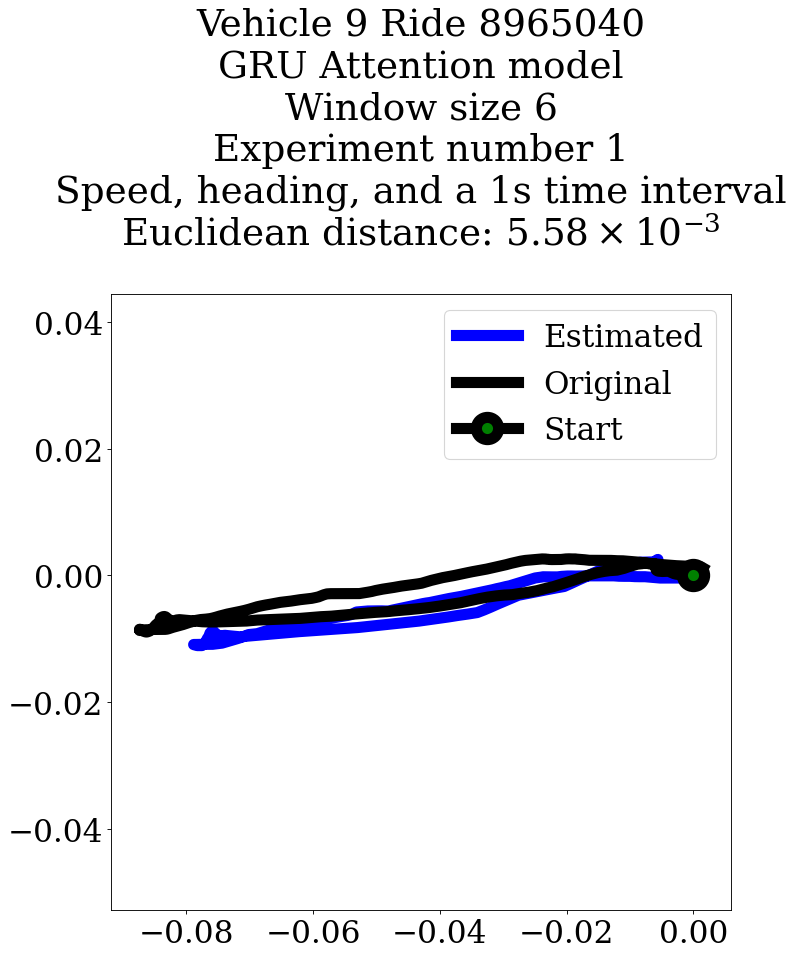 Vehicle 9 Ride 8965040
GRU Attention model
Window size 6
Experiment number 1
Speed, heading, and a 1s time interval
Euclidean distance: 5.58 × 10⁻³
Estimated
Original
Start
0.04
0.02
0.00
−0.02
−0.04
−0.08 −0.06 −0.04 −0.02 0.00